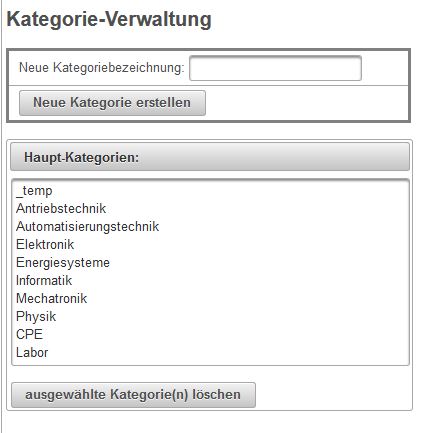 Kategorie-Verwaltung
Neue Kategoriebezeichnung:
Neue Kategorie erstellen
Haupt-Kategorien:
_temp
Antriebstechnik
Automatisierungstechnik
Elektronik
Energiesysteme
Informatik
Mechatronik
Physik
CPE
Labor
ausgewählte Kategorie(n) löschen